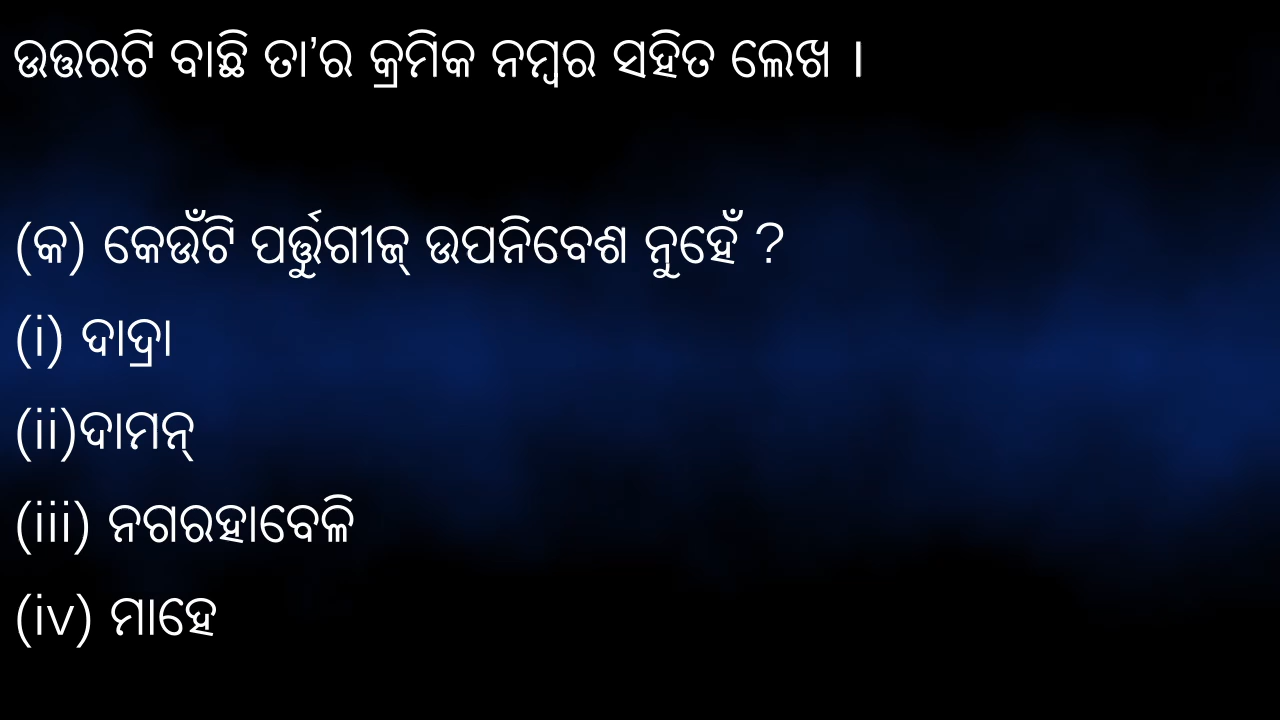 ଉତ୍ତରଟି ବାଛି ତା’ର କ୍ରମିକ ନମ୍ବର ସହିତ ଲେଖ ।
(କ) କେଉଁଟି ପର୍ତ୍ତୁଗୀଜ୍ ଉପନିବେଶ ନୁହେଁ ?
(i) ଦାଦ୍ରା
(ii)ଦାମନ୍
(iii) ନଗରହାବେଳି
(iv) ମାହେ